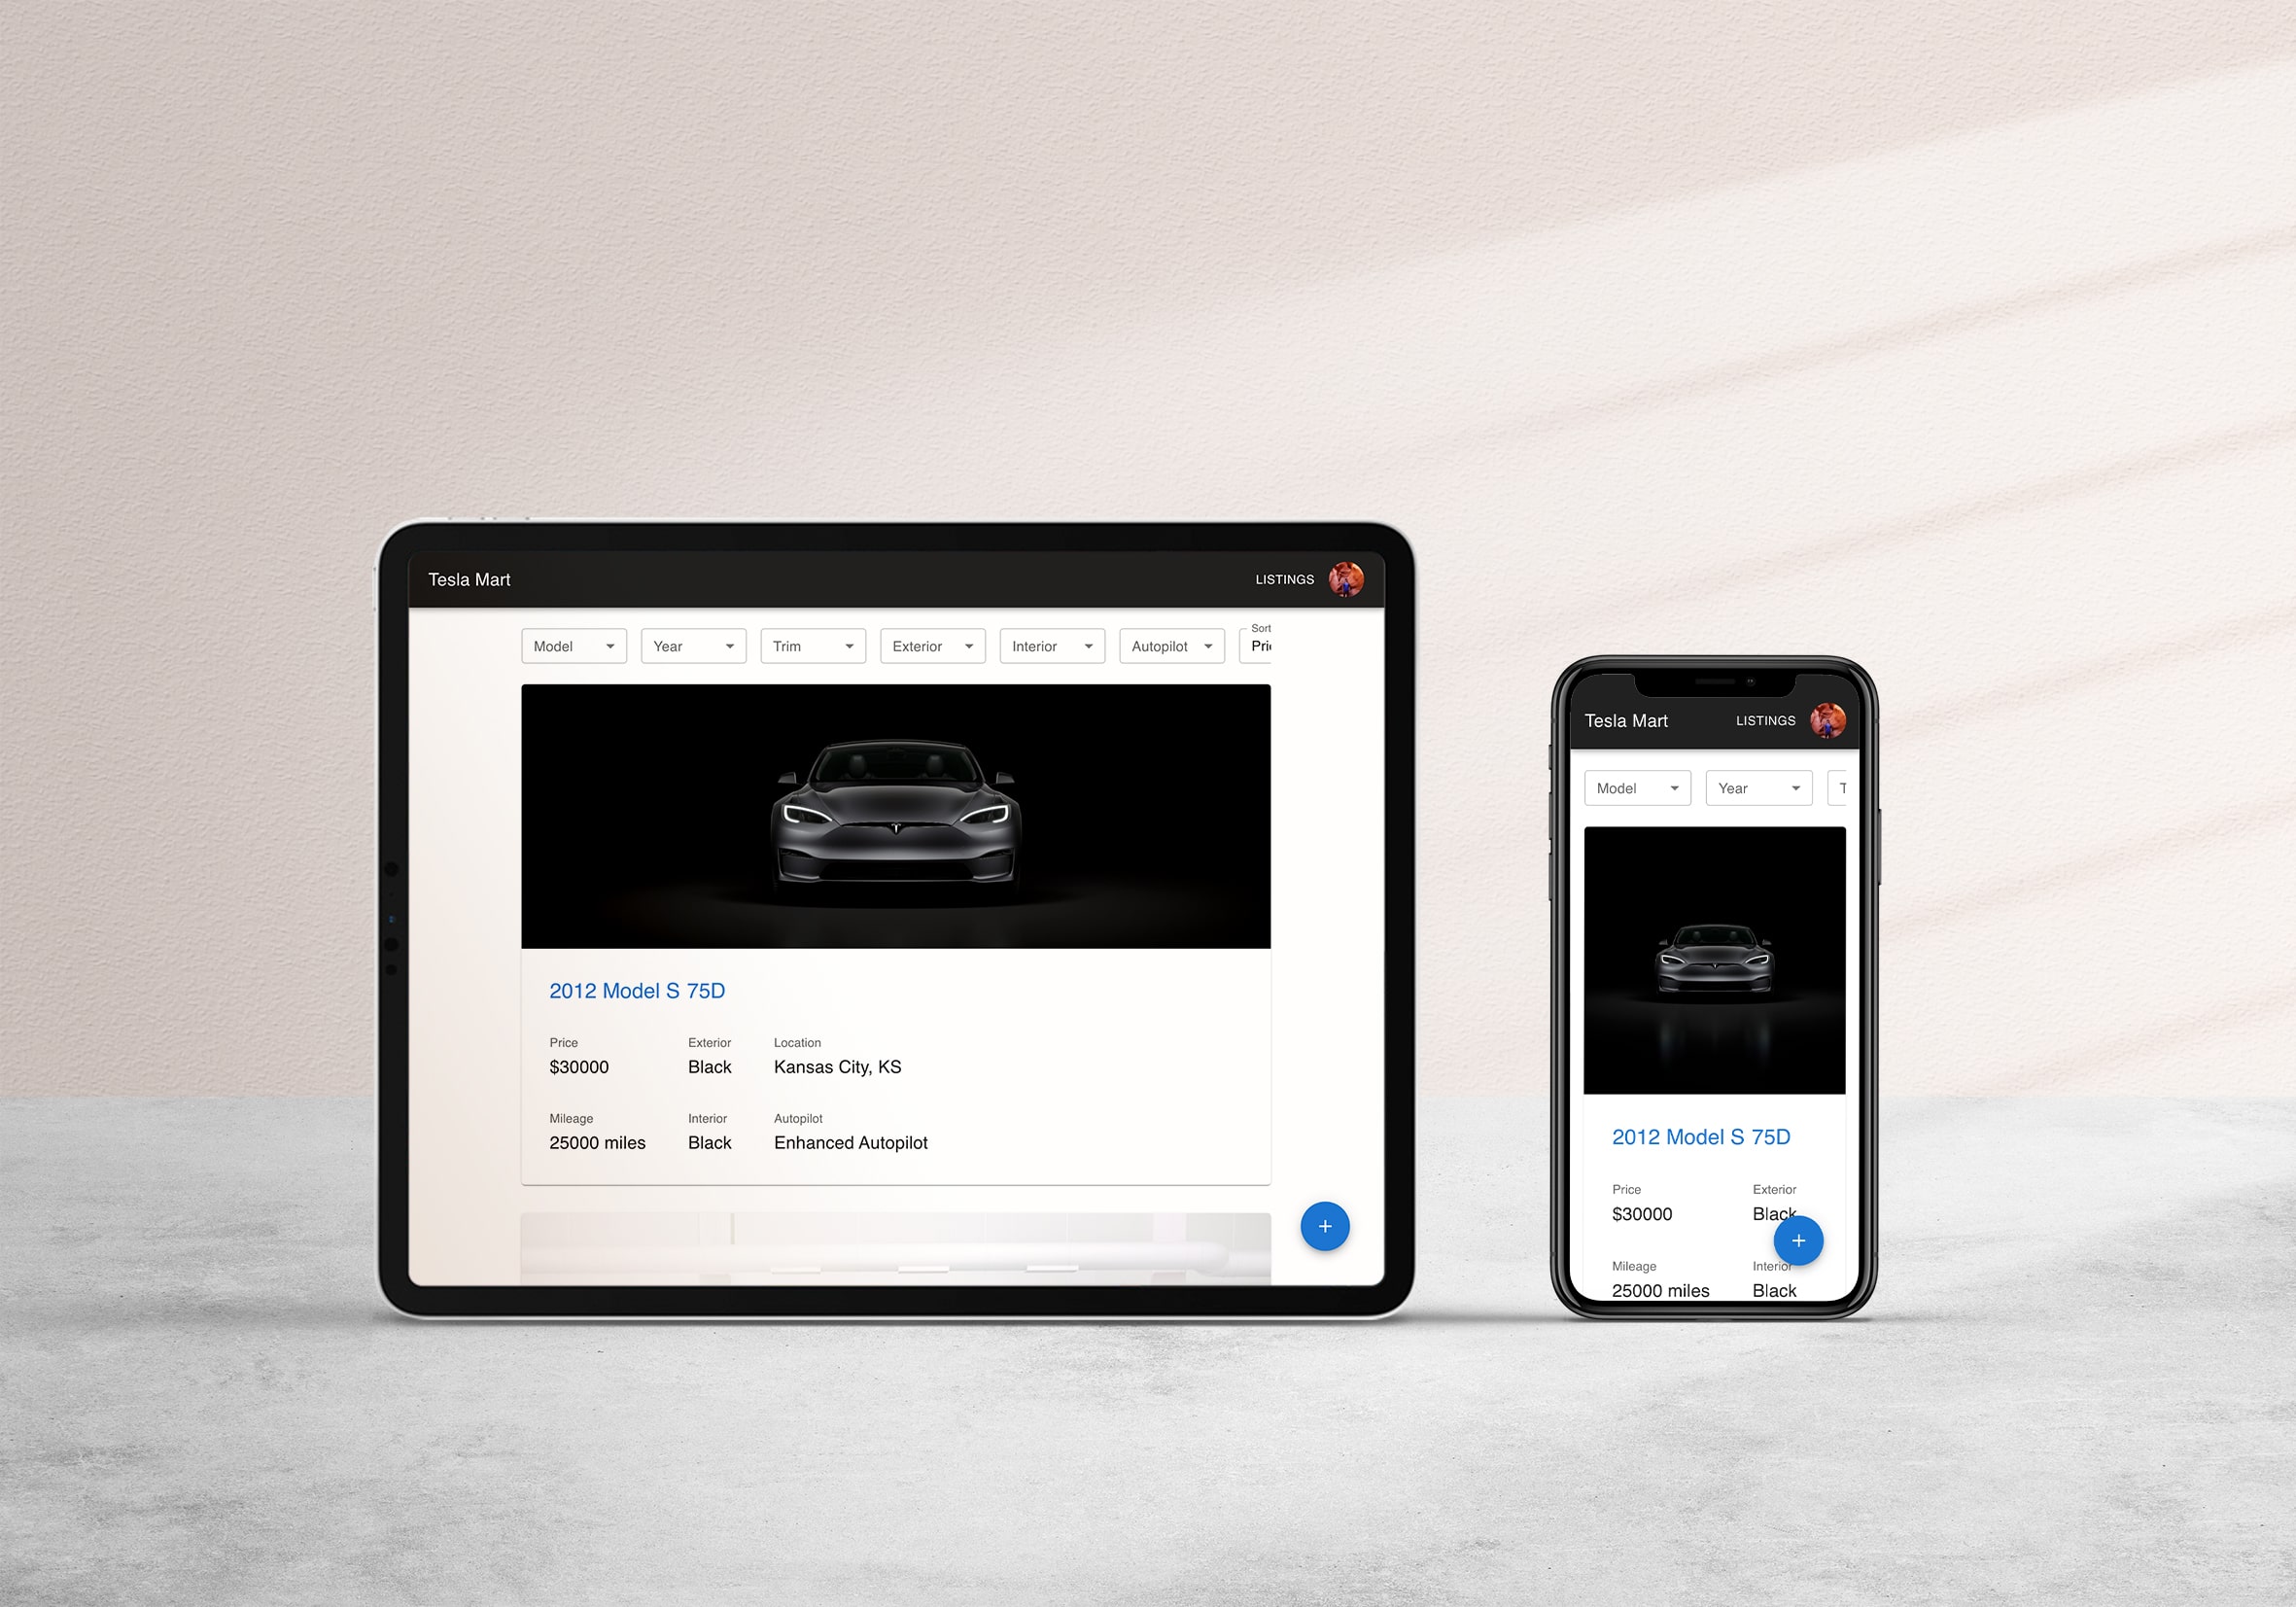 Tesla Mart LISTINGS
Model Year Trim Exterior Interior Autopilot Sort
2012 Model S 75D
Price Exterior Location
$30000 Black Kansas City, KS
Mileage Interior Autopilot
25000 miles Black Enhanced Autopilot
+
Tesla Mart LISTINGS
Model Year T
2012 Model S 75D
Price Exterior
$30000 Black
+
Mileage Interior
25000 miles Black